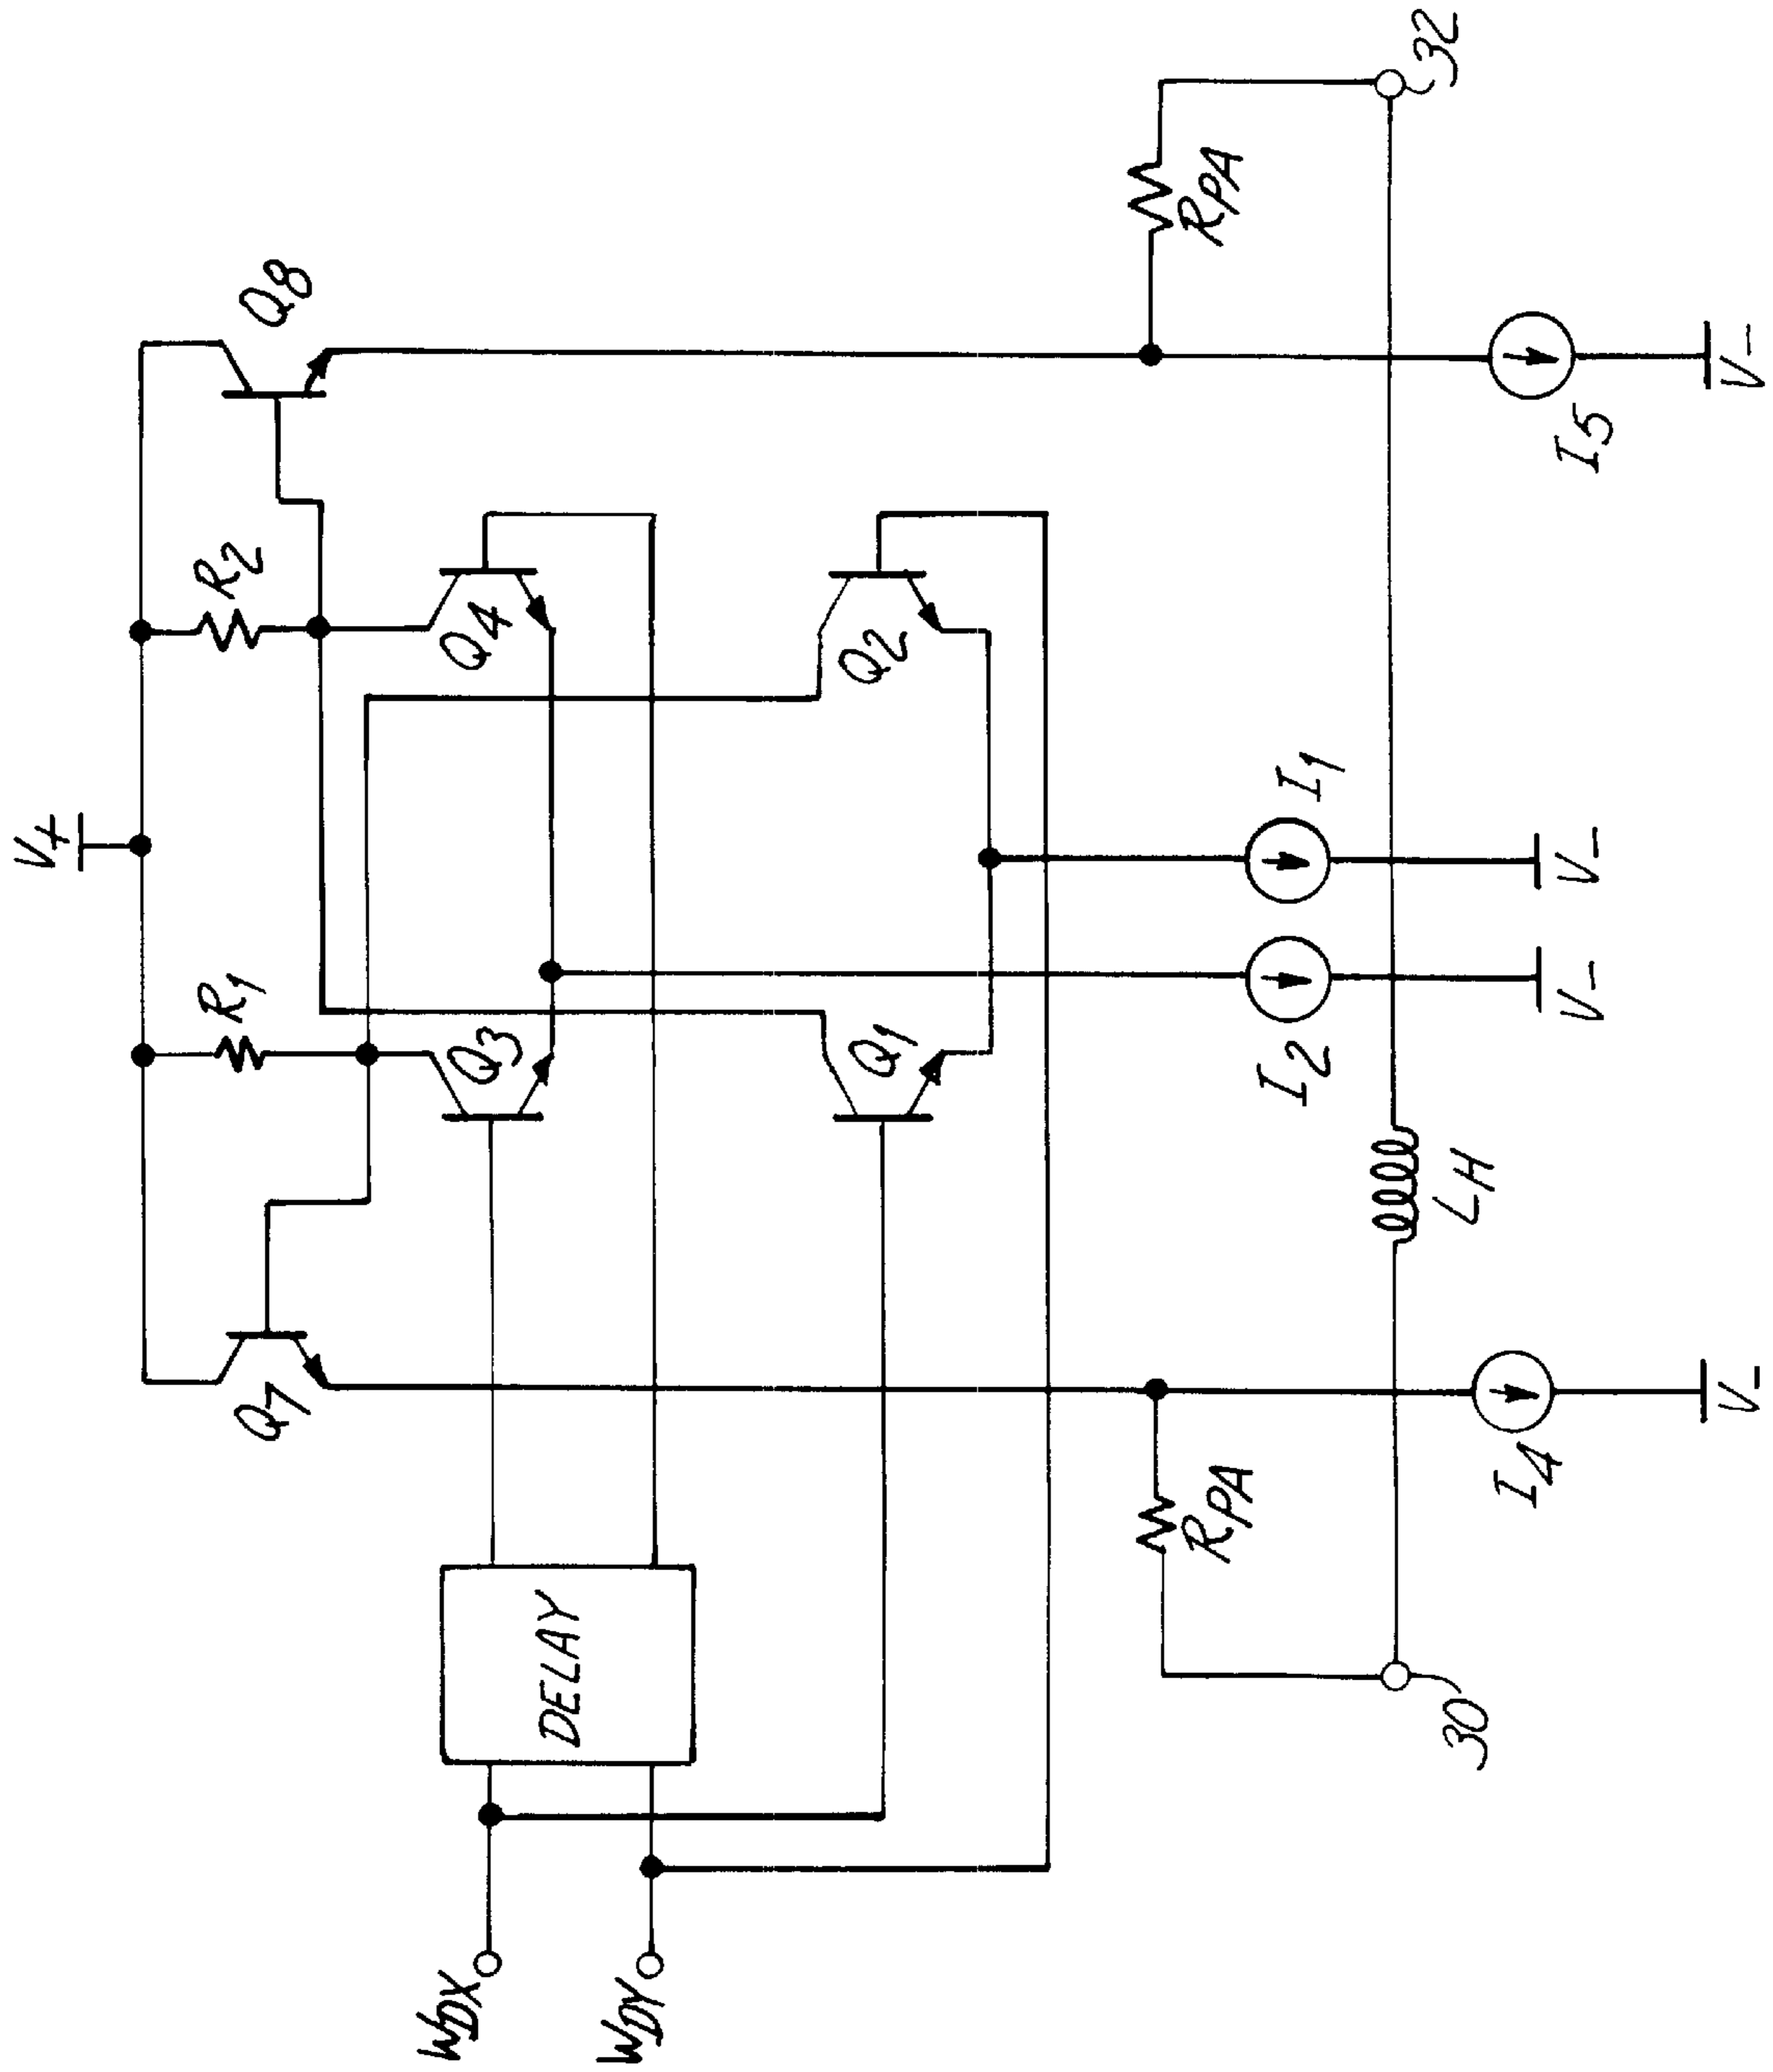 V+
R1
R2
Q7
Q8
Q3
Q4
Q1
Q2
WDX
WDY
DELAY
RPA
RPA
I2
I1
LH
30
32
I4
I5
V-
V-
V-
V-